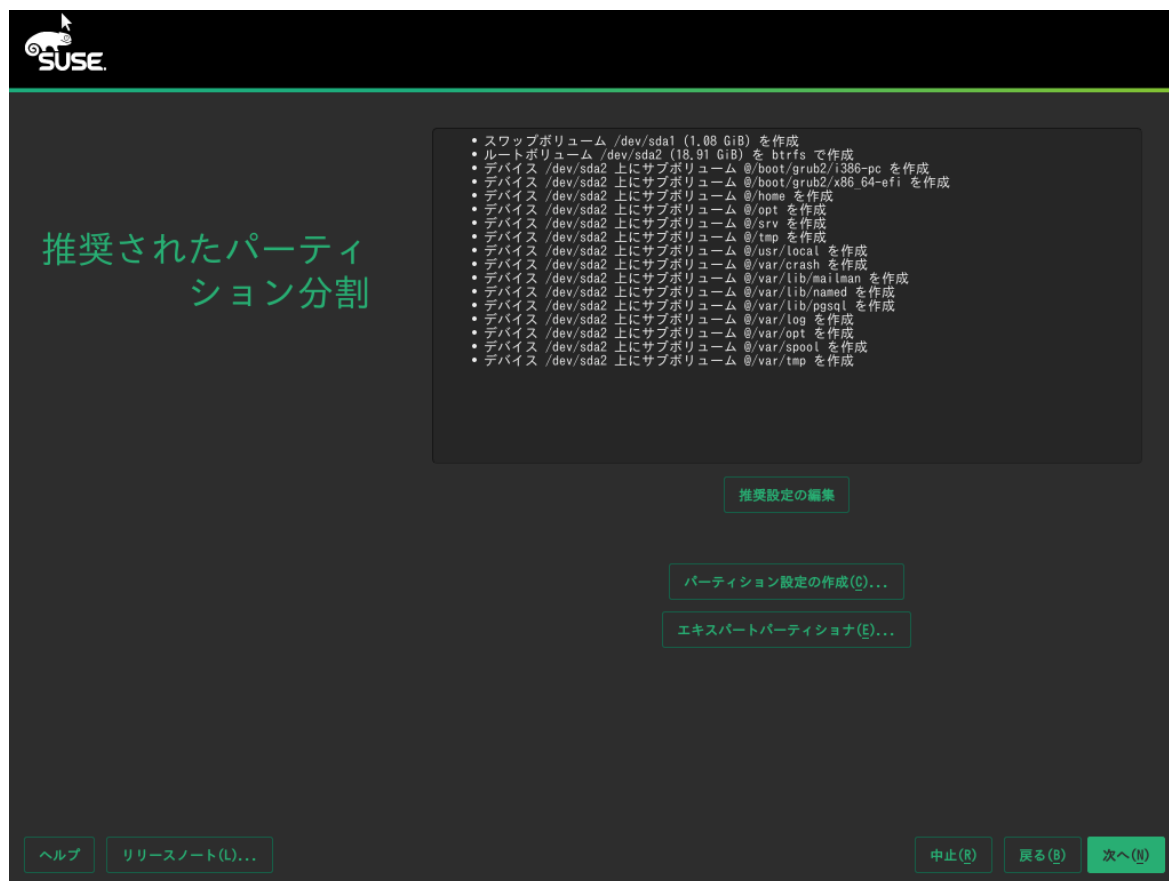 SUSE.
推奨されたパーティ
ション分割
• スワップボリューム /dev/sda1 (1.08 GiB) を作成
• ルートボリューム /dev/sda2 (18.91 GiB) を btrfs で作成
• デバイス /dev/sda2 上にサブボリューム @/boot/grub2/i386-pc を作成
• デバイス /dev/sda2 上にサブボリューム @/boot/grub2/x86_64-efi を作成
• デバイス /dev/sda2 上にサブボリューム @/home を作成
• デバイス /dev/sda2 上にサブボリューム @/opt を作成
• デバイス /dev/sda2 上にサブボリューム @/srv を作成
• デバイス /dev/sda2 上にサブボリューム @/tmp を作成
• デバイス /dev/sda2 上にサブボリューム @/usr/local を作成
• デバイス /dev/sda2 上にサブボリューム @/var/crash を作成
• デバイス /dev/sda2 上にサブボリューム @/var/lib/mailman を作成
• デバイス /dev/sda2 上にサブボリューム @/var/lib/named を作成
• デバイス /dev/sda2 上にサブボリューム @/var/lib/pgsql を作成
• デバイス /dev/sda2 上にサブボリューム @/var/log を作成
• デバイス /dev/sda2 上にサブボリューム @/var/opt を作成
• デバイス /dev/sda2 上にサブボリューム @/var/spool を作成
• デバイス /dev/sda2 上にサブボリューム @/var/tmp を作成
推奨設定の編集
パーティション設定の作成(C)...
エキスパートパーティショナ(E)...
ヘルプ リリースノート(L)... 中止(R) 戻る(B) 次へ(N)